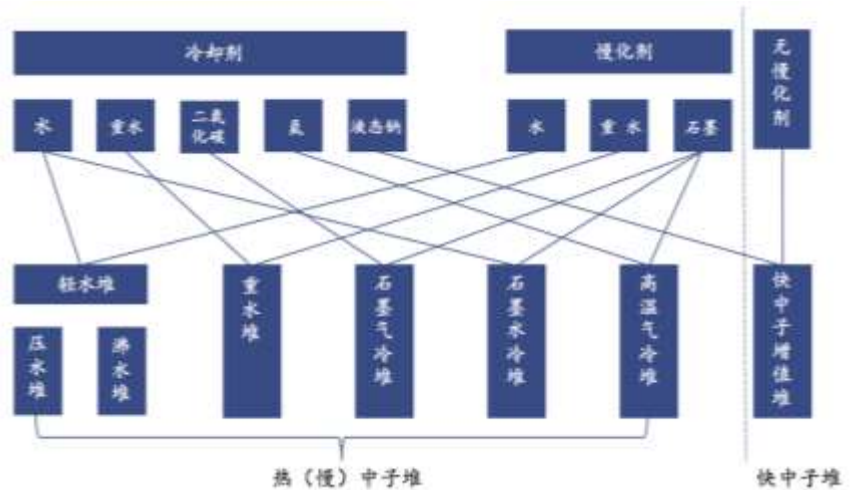 冷却剂
慢化剂
无慢化剂
水
重水
二氧化碳
氦
液态钠
水
重 水
石墨
轻水堆
重水堆
石墨气冷堆
石墨水冷堆
高温气冷堆
快中子增值堆
压水堆
沸水堆
热（慢）中子堆
快中子堆